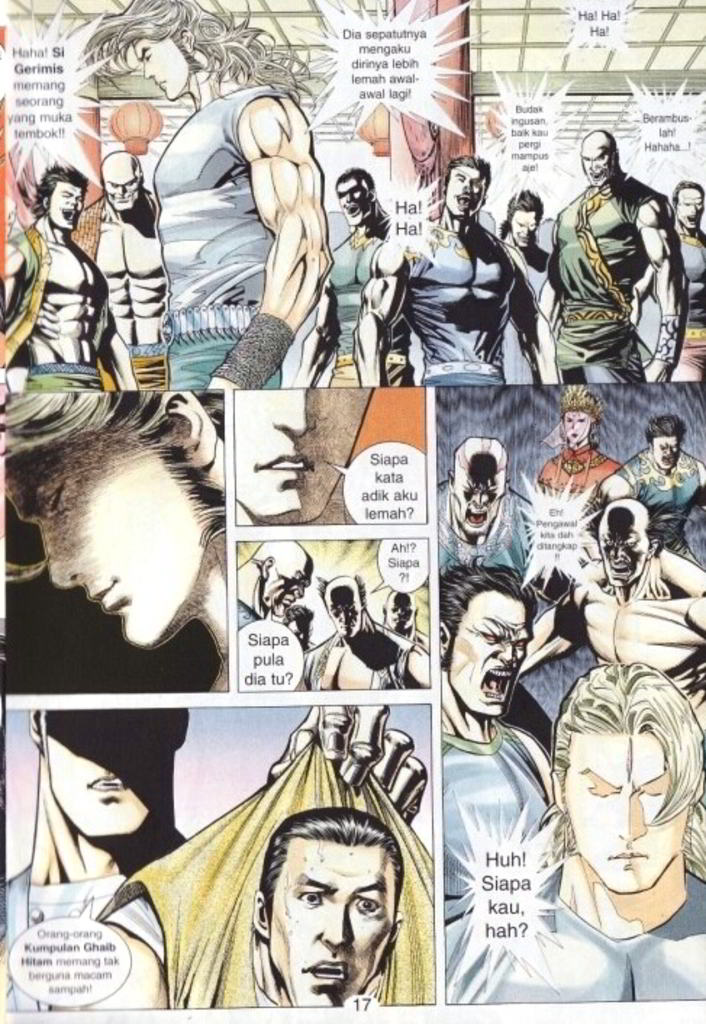 Haha! Si
Gerimis
memang
seorang
yang muka
tembok!!
Dia sepatutnya
mengaku
dirinya lebih
lemah awal-
awal lagi!
Ha! Ha!
Ha!
Ha!
Ha!
Budak
ingusan,
baik kau
pergi
mampus
aje!
Berambus-
lah!
Hahaha...!
Siapa
kata
adik aku
lemah?
Ah!?
Siapa
?!
Siapa
pula
dia tu?
Eh!
Pengawal
kita dah
ditangkap
!!
Orang-orang
Kumpulan Ghaib
Hitam memang tak
berguna macam
sampah!
Huh!
Siapa
kau,
hah?
17